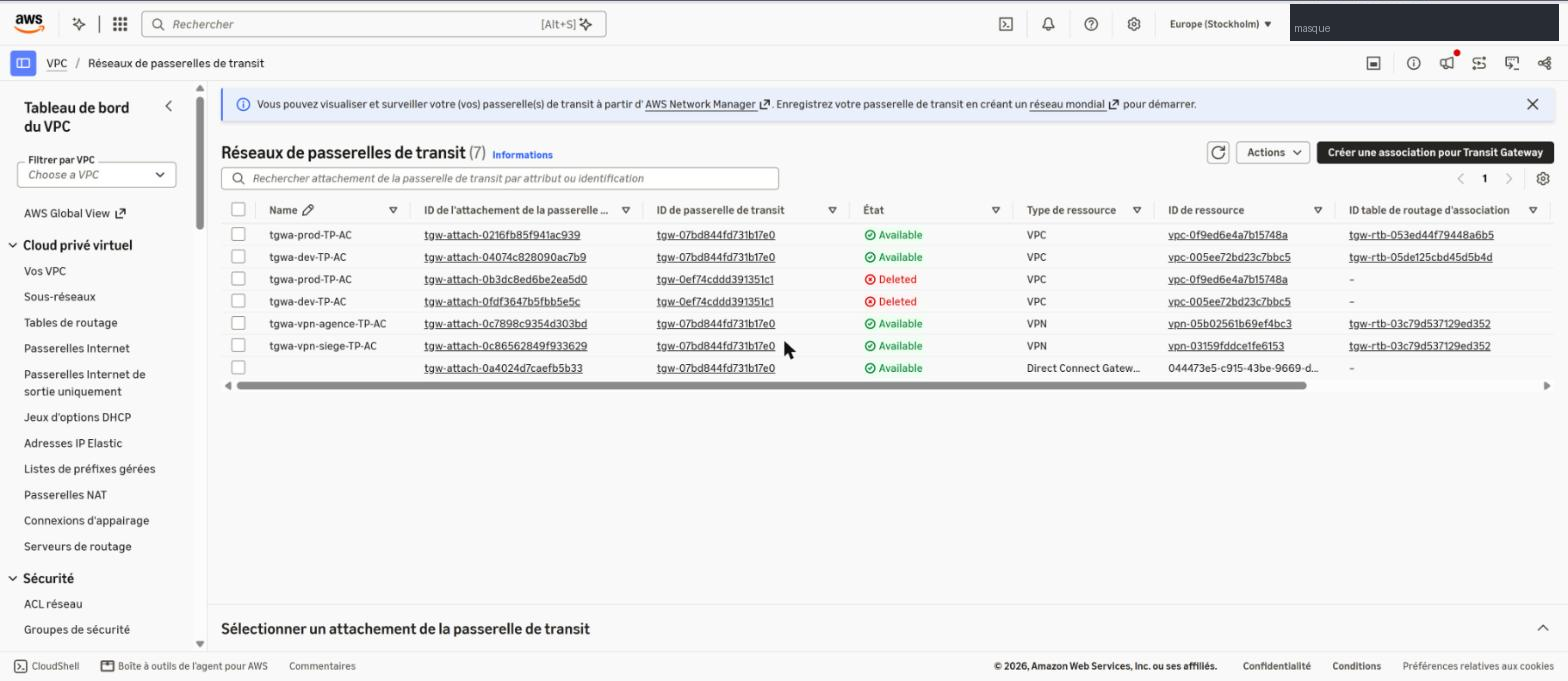 aws
Rechercher [Alt+S]
Europe (Stockholm)
masque
VPC / Réseaux de passerelles de transit
Tableau de bord du VPC
Filtrer par VPC
Choose a VPC
AWS Global View
Cloud privé virtuel
Vos VPC
Sous-réseaux
Tables de routage
Passerelles Internet
Passerelles Internet de sortie uniquement
Jeux d'options DHCP
Adresses IP Elastic
Listes de préfixes gérées
Passerelles NAT
Connexions d'appairage
Serveurs de routage
Sécurité
ACL réseau
Groupes de sécurité
Vous pouvez visualiser et surveiller votre (vos) passerelle(s) de transit à partir d' AWS Network Manager. Enregistrez votre passerelle de transit en créant un réseau mondial pour démarrer.
Réseaux de passerelles de transit (7) Informations
Actions
Créer une association pour Transit Gateway
Rechercher attachement de la passerelle de transit par attribut ou identification
1
Name ID de l'attachement de la passerelle ... ID de passerelle de transit État Type de ressource ID de ressource ID table de routage d'association
tgwa-prod-TP-AC tgw-attach-0216fb85f941ac939 tgw-07bd844fd731b17e0 Available VPC vpc-0f9ed6e4a7b15748a tgw-rtb-053ed44f79448a6b5
tgwa-dev-TP-AC tgw-attach-04074c828090ac7b9 tgw-07bd844fd731b17e0 Available VPC vpc-005ee72bd23c7bbc5 tgw-rtb-05de125cbd45d5b4d
tgwa-prod-TP-AC tgw-attach-0b3dc8ed6be2ea5d0 tgw-0ef74cddd391351c1 Deleted VPC vpc-0f9ed6e4a7b15748a –
tgwa-dev-TP-AC tgw-attach-0fdf3647b5fbb5e5c tgw-0ef74cddd391351c1 Deleted VPC vpc-005ee72bd23c7bbc5 –
tgwa-vpn-agence-TP-AC tgw-attach-0c7898c9354d303bd tgw-07bd844fd731b17e0 Available VPN vpn-05b02561b69ef4bc3 tgw-rtb-03c79d537129ed352
tgwa-vpn-siege-TP-AC tgw-attach-0c86562849f933629 tgw-07bd844fd731b17e0 Available VPN vpn-03159fddce1fe6153 tgw-rtb-03c79d537129ed352
tgw-attach-0a4024d7caefb5b33 tgw-07bd844fd731b17e0 Available Direct Connect Gatew... 044473e5-c915-43be-9669-d... –
Sélectionner un attachement de la passerelle de transit
CloudShell Boîte à outils de l'agent pour AWS Commentaires © 2026, Amazon Web Services, Inc. ou ses affiliés. Confidentialité Conditions Préférences relatives aux cookies